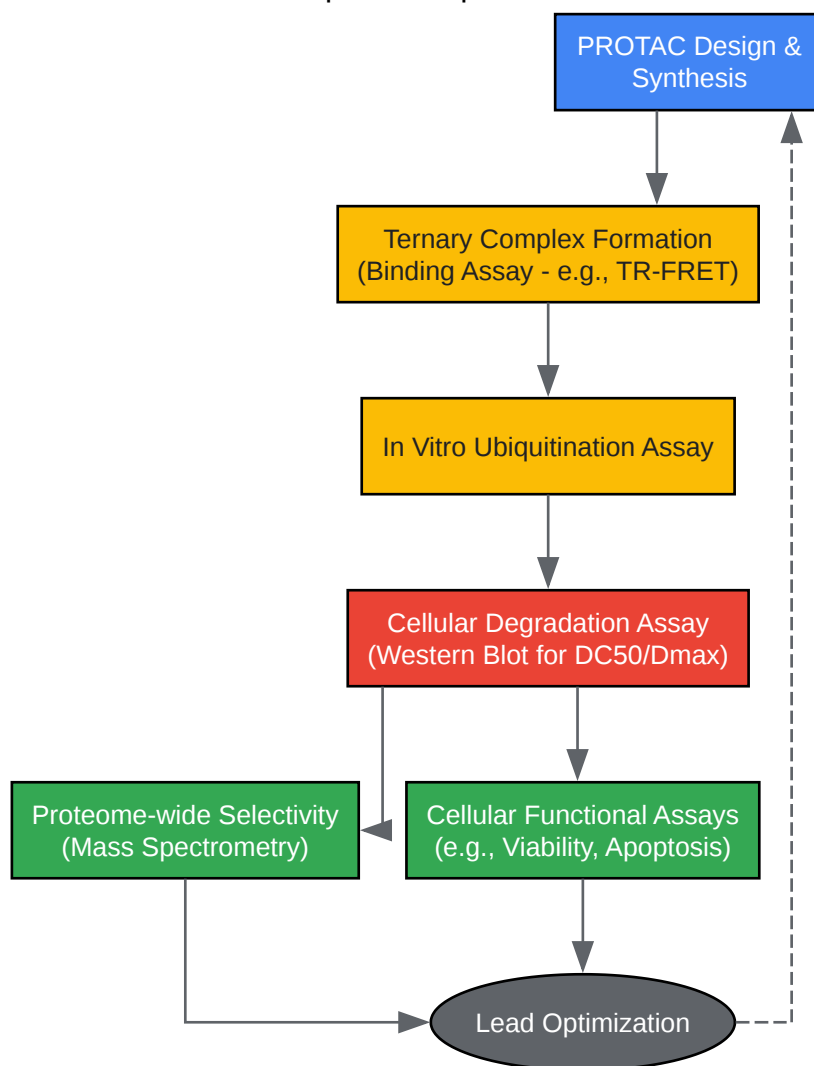 PROTAC Design &
Synthesis
Ternary Complex Formation
(Binding Assay - e.g., TR-FRET)
In Vitro Ubiquitination Assay
Cellular Degradation Assay
(Western Blot for DC50/Dmax)
Proteome-wide Selectivity
(Mass Spectrometry)
Cellular Functional Assays
(e.g., Viability, Apoptosis)
Lead Optimization